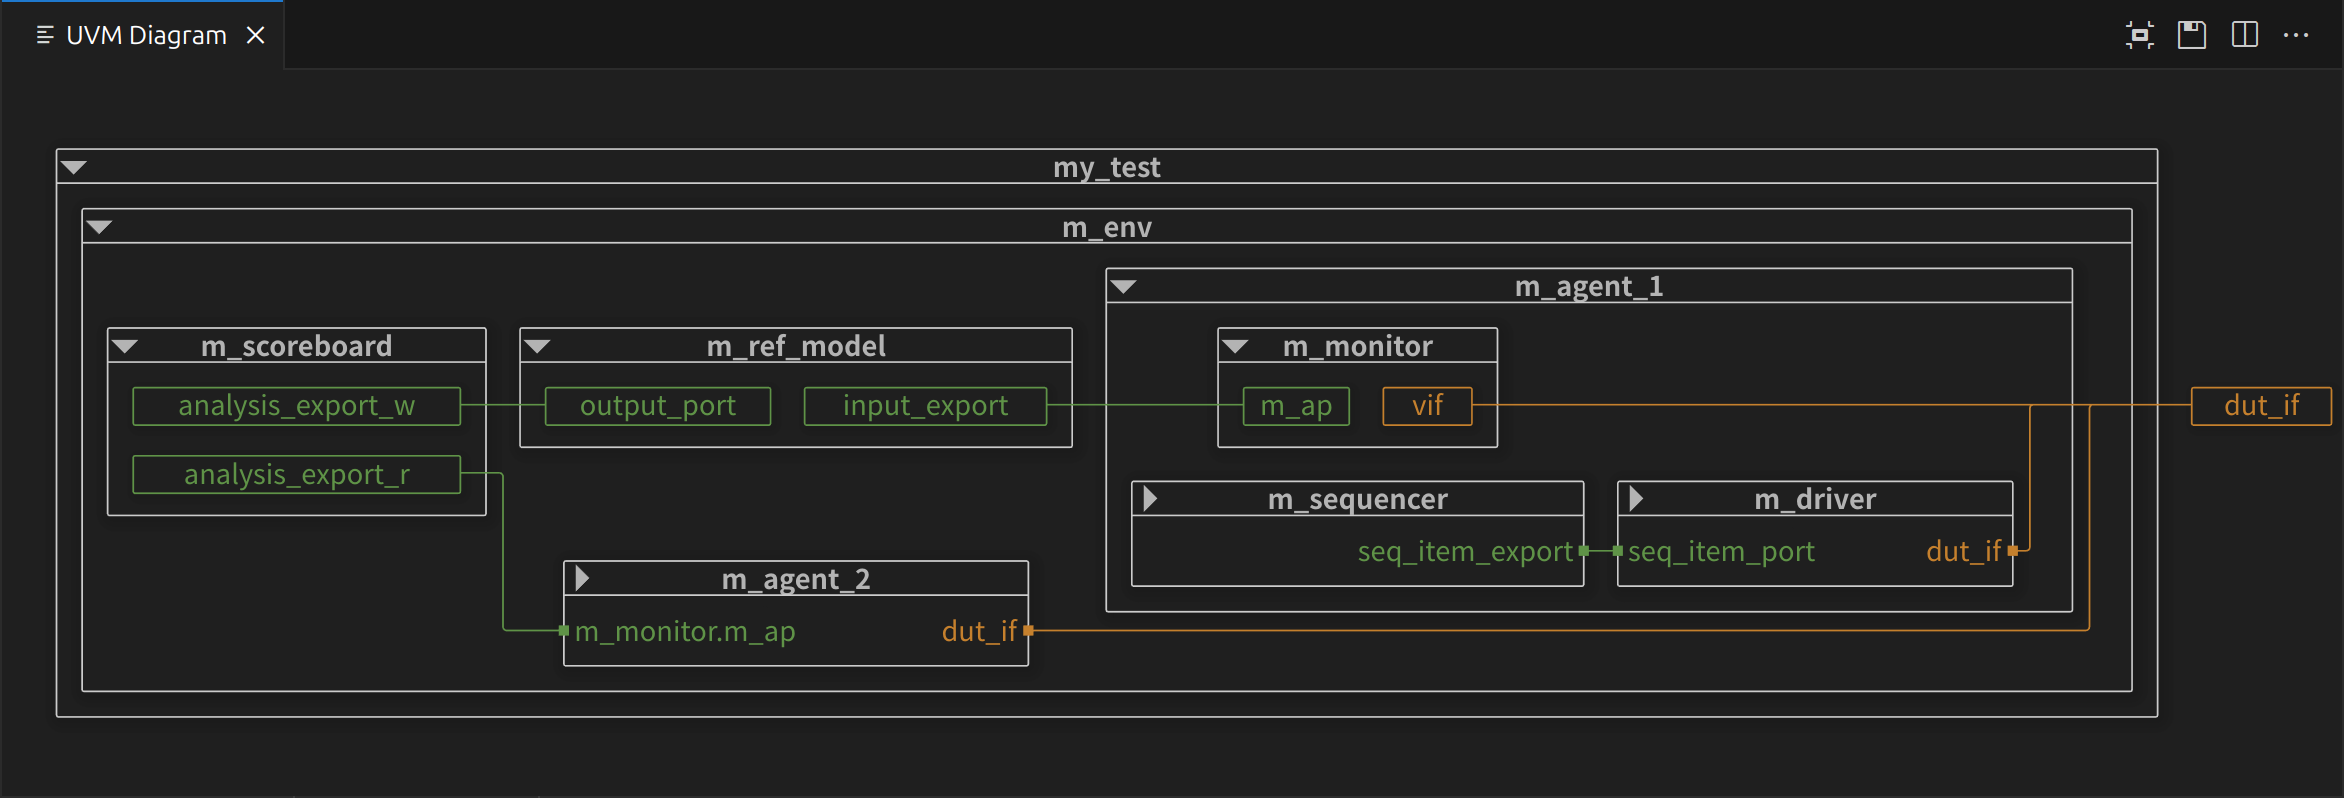 UVM Diagram
my_test
m_env
m_agent_1
m_scoreboard
m_ref_model
m_monitor
analysis_export_w
output_port
input_export
m_ap
vif
dut_if
analysis_export_r
m_sequencer
m_driver
seq_item_export
seq_item_port
dut_if
m_agent_2
m_monitor.m_ap
dut_if